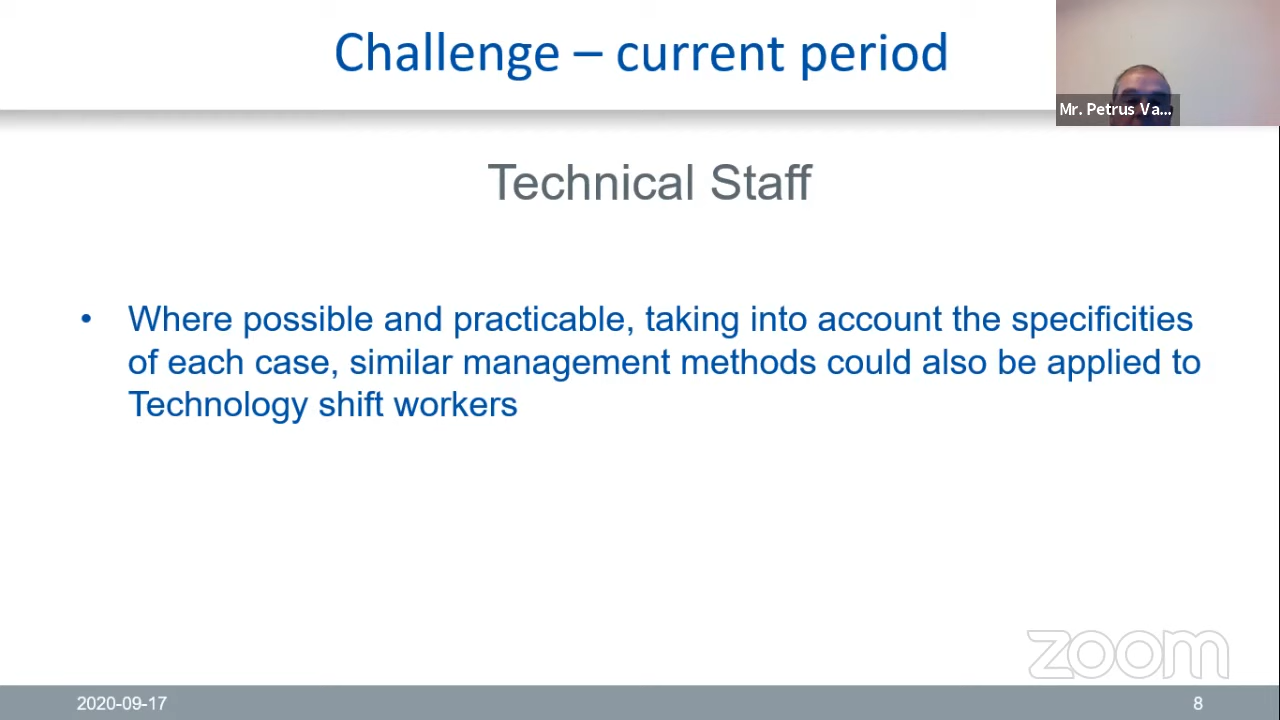 Challenge – current period
Mr. Petrus Va...
Technical Staff
• Where possible and practicable, taking into account the specificities
of each case, similar management methods could also be applied to
Technology shift workers
zoom
2020-09-17
8